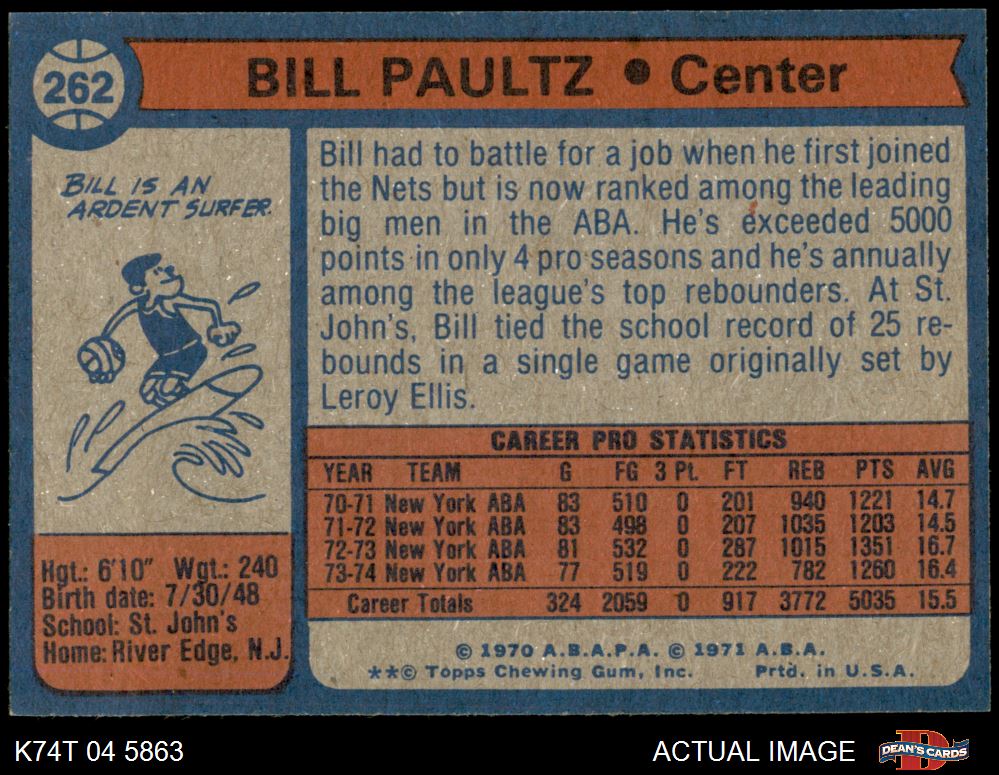 262
BILL PAULTZ ● Center
BILL IS AN
ARDENT SURFER.
Bill had to battle for a job when he first joined
the Nets but is now ranked among the leading
big men in the ABA. He's exceeded 5000
points in only 4 pro seasons and he's annually
among the league's top rebounders. At St.
John's, Bill tied the school record of 25 re-
bounds in a single game originally set by
Leroy Ellis.
Hgt.: 6'10" Wgt.: 240
Birth date: 7/30/48
School: St. John's
Home: River Edge, N.J.
CAREER PRO STATISTICS
YEAR TEAM G FG 3 Pt. FT REB PTS AVG
70-71 New York ABA 83 510 0 201 940 1221 14.7
71-72 New York ABA 83 498 0 207 1035 1203 14.5
72-73 New York ABA 81 532 0 287 1015 1351 16.7
73-74 New York ABA 77 519 0 222 782 1260 16.4
Career Totals 324 2059 0 917 3772 5035 15.5
© 1970 A.B.A.P.A. © 1971 A.B.A.
**© Topps Chewing Gum, Inc. Prtd. in U.S.A.
K74T 04 5863
ACTUAL IMAGE
D
DEAN'S CARDS